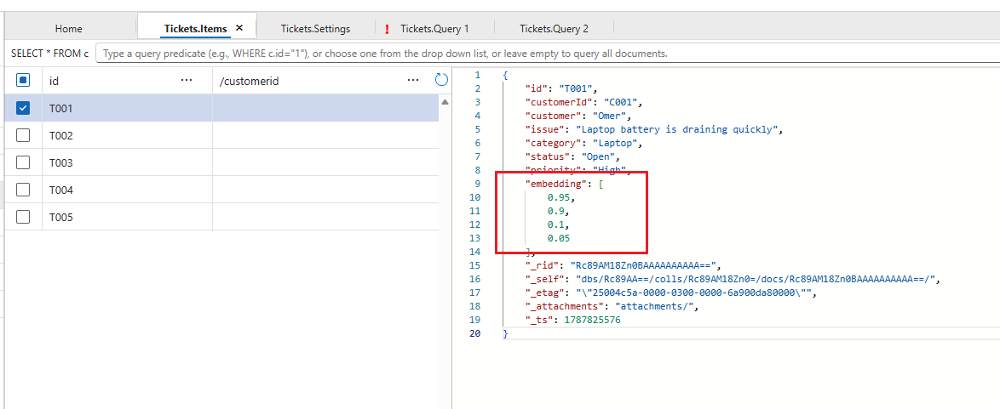 Home Tickets.Items ✕ Tickets.Settings ! Tickets.Query 1 Tickets.Query 2
SELECT * FROM c Type a query predicate (e.g., WHERE c.id="1"), or choose one from the drop down list, or leave empty to query all documents.
id ... /customerid ...
T001
T002
T003
T004
T005
1 {
2 "id": "T001",
3 "customerId": "C001",
4 "customer": "Omer",
5 "issue": "Laptop battery is draining quickly",
6 "category": "Laptop",
7 "status": "Open",
8 "priority": "High",
9 "embedding": [
10 0.95,
11 0.9,
12 0.1,
13 0.05
14 ],
15 "_rid": "Rc89AM18Zn0BAAAAAAAAAA==",
16 "_self": "dbs/Rc89AA==/colls/Rc89AM18Zn0=/docs/Rc89AM18Zn0BAAAAAAAAAA==/",
17 "_etag": "\"25004c5a-0000-0300-0000-6a900da80000\"",
18 "_attachments": "attachments/",
19 "_ts": 1787825576
20 }